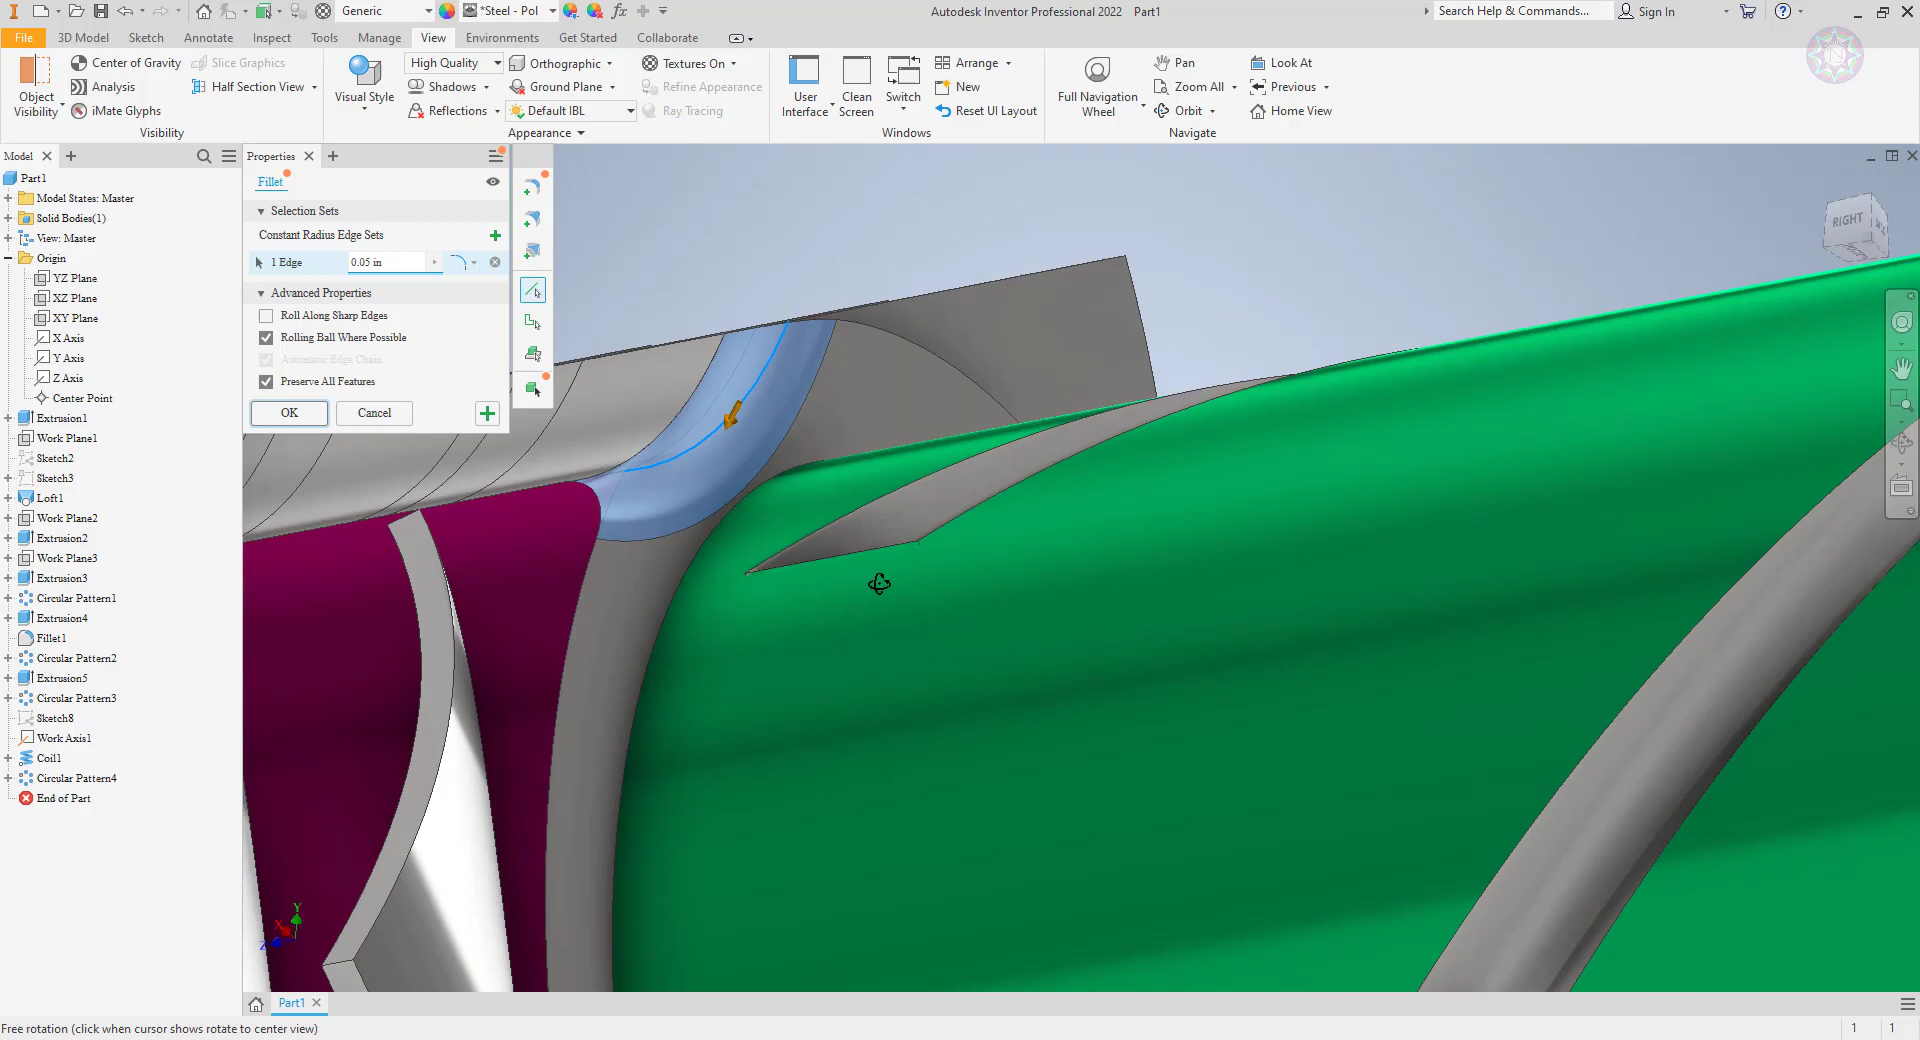 Generic
*Steel - Pol
Autodesk Inventor Professional 2022 Part1
Search Help & Commands...
Sign In
File
3D Model
Sketch
Annotate
Inspect
Tools
Manage
View
Environments
Get Started
Collaborate
Object Visibility
Center of Gravity
Analysis
iMate Glyphs
Slice Graphics
Half Section View
Visibility
Visual Style
High Quality
Shadows
Reflections
Orthographic
Ground Plane
Default IBL
Textures On
Refine Appearance
Ray Tracing
Appearance
User Interface
Clean Screen
Switch
Arrange
New
Reset UI Layout
Windows
Full Navigation Wheel
Pan
Zoom All
Orbit
Look At
Previous
Home View
Navigate
Model
Part1
Model States: Master
Solid Bodies(1)
View: Master
Origin
YZ Plane
XZ Plane
XY Plane
X Axis
Y Axis
Z Axis
Center Point
Extrusion1
Work Plane1
Sketch2
Sketch3
Loft1
Work Plane2
Extrusion2
Work Plane3
Extrusion3
Circular Pattern1
Extrusion4
Fillet1
Circular Pattern2
Extrusion5
Circular Pattern3
Sketch8
Work Axis1
Coil1
Circular Pattern4
End of Part
Properties
Fillet
Selection Sets
Constant Radius Edge Sets
1 Edge
0.05 in
Advanced Properties
Roll Along Sharp Edges
Rolling Ball Where Possible
Automatic Edge Chain
Preserve All Features
OK
Cancel
RIGHT
Y
X
Z
Part1
Free rotation (click when cursor shows rotate to center view)
1
1